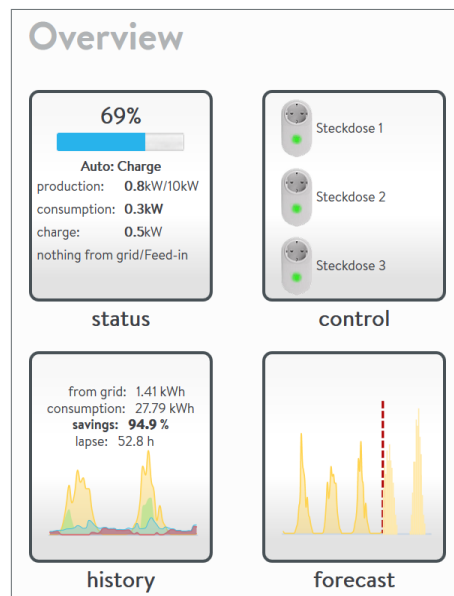 Overview
69%
Auto: Charge
production: 0.8kW/10kW
consumption: 0.3kW
charge: 0.5kW
nothing from grid/Feed-in
status
Steckdose 1
Steckdose 2
Steckdose 3
control
from grid: 1.41 kWh
consumption: 27.79 kWh
savings: 94.9 %
lapse: 52.8 h
history
forecast